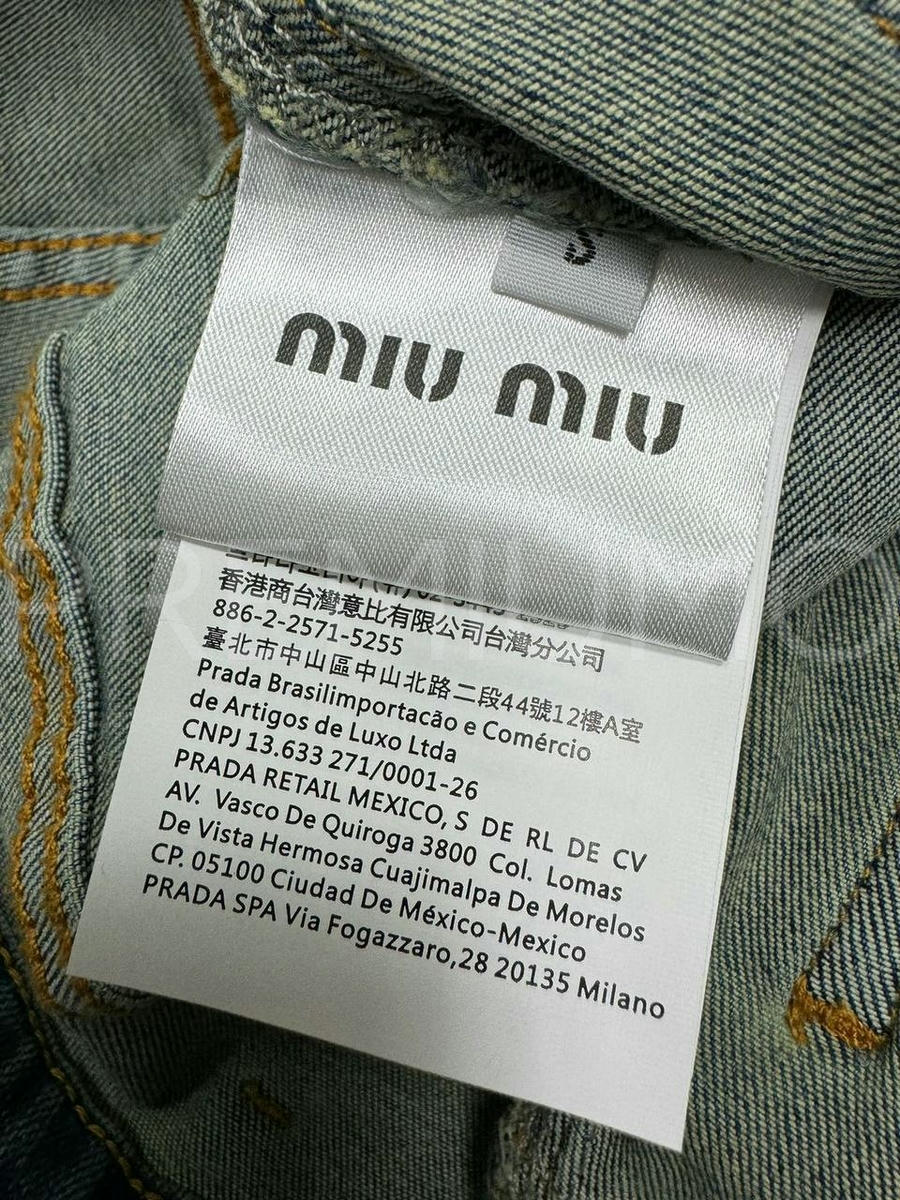 S
miu miu
香港商台灣意比有限公司台灣分公司
886-2-2571-5255
臺北市中山區中山北路二段44號12樓A室
Prada Brasilimportacão e Comércio
de Artigos de Luxo Ltda
CNPJ 13.633 271/0001-26
PRADA RETAIL MEXICO, S DE RL DE CV
AV. Vasco De Quiroga 3800 Col. Lomas
De Vista Hermosa Cuajimalpa De Morelos
CP. 05100 Ciudad De México-Mexico
PRADA SPA Via Fogazzaro,28 20135 Milano